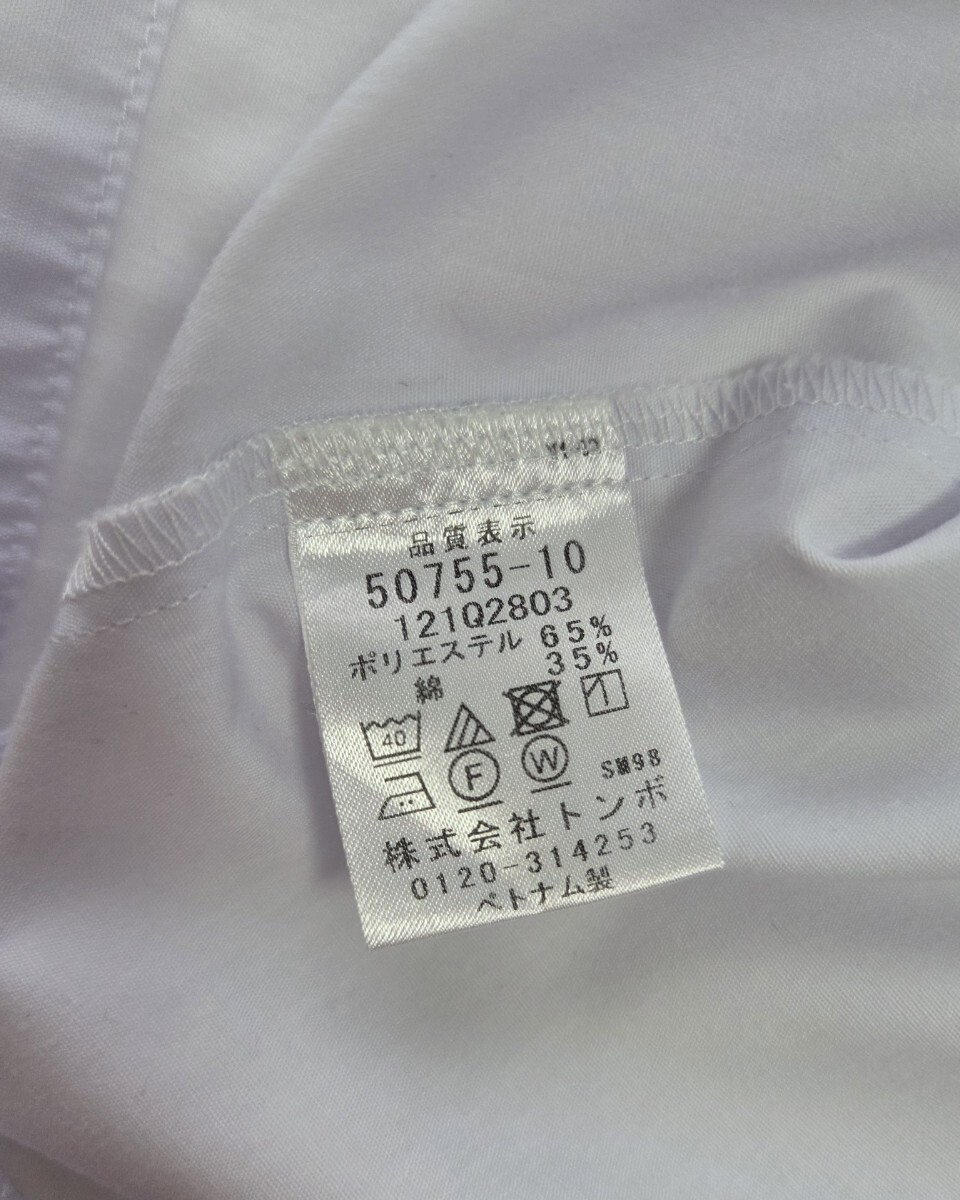 品質表示
50755-10
121Q2803
ポリエステル 65%
綿 35%
40
F W
SM98
株式会社トンボ
0120-314253
ベトナム製